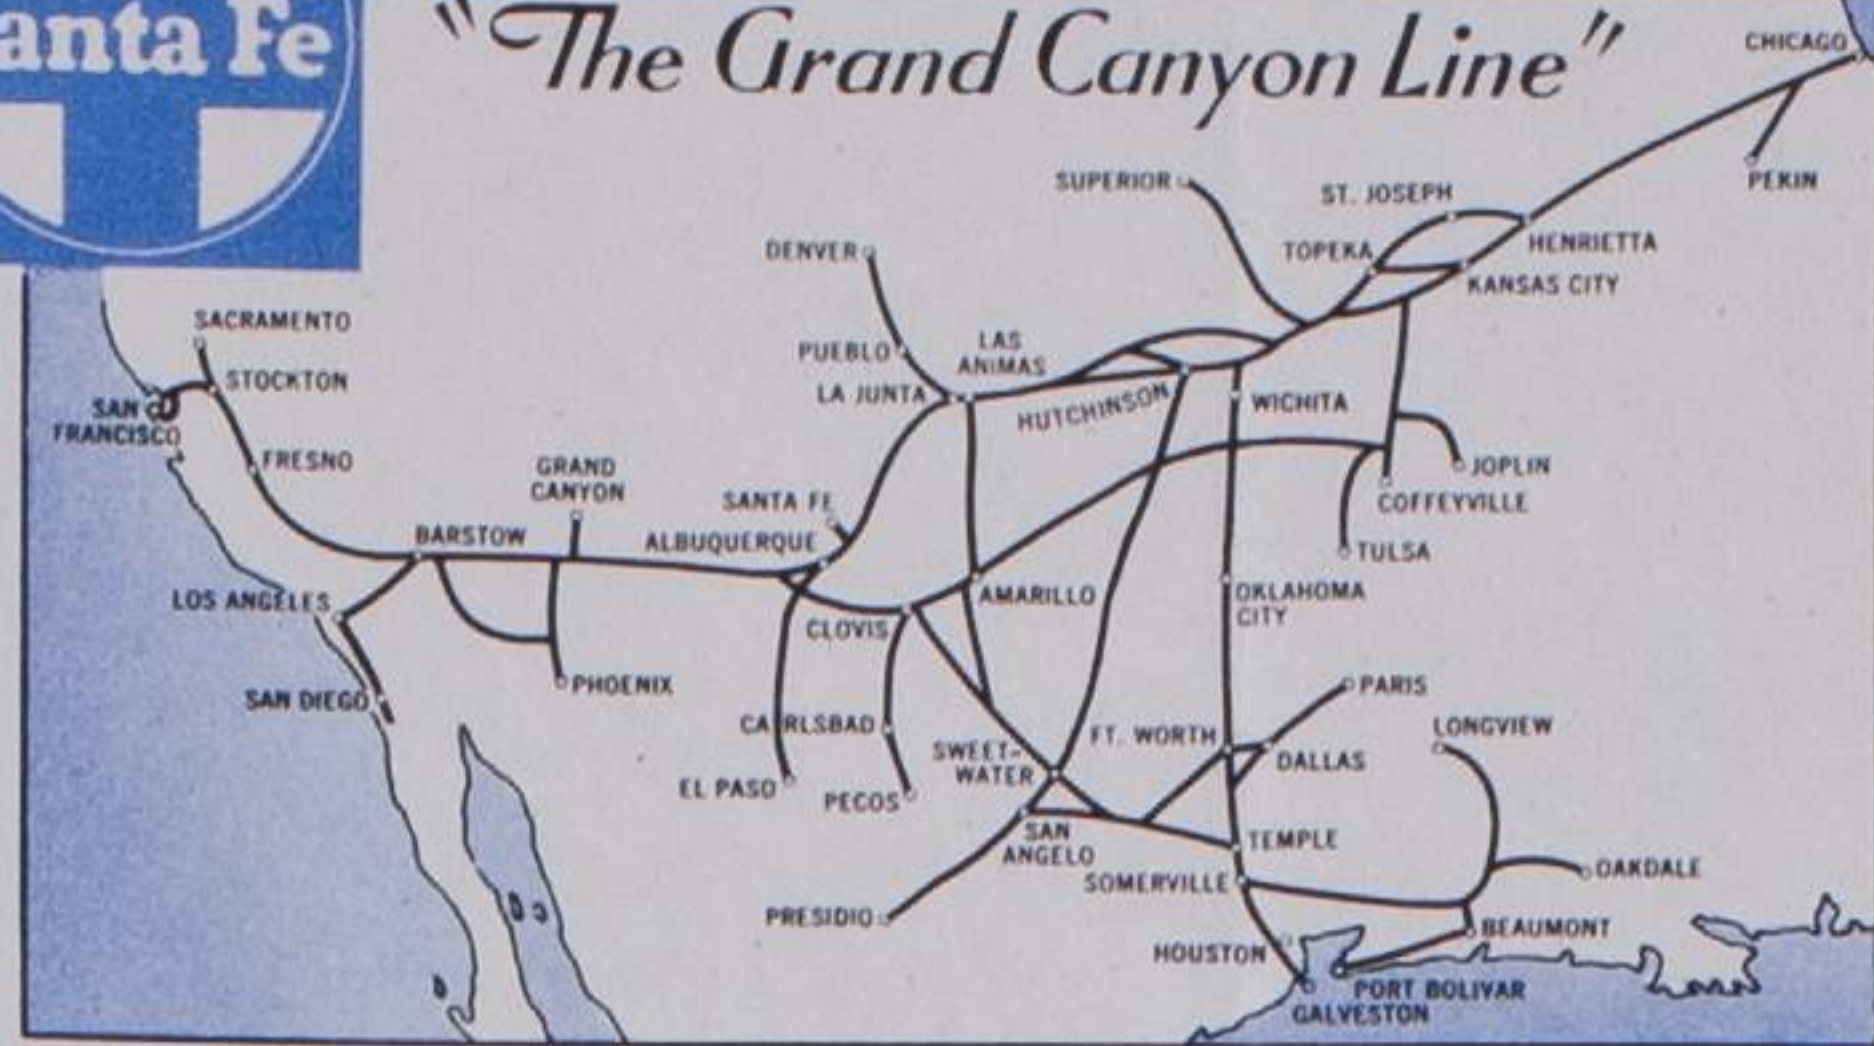 anta Fe
"The Grand Canyon Line"
CHICAGO
PEKIN
SUPERIOR
ST. JOSEPH
HENRIETTA
TOPEKA
KANSAS CITY
DENVER
SACRAMENTO
PUEBLO
LAS
ANIMAS
STOCKTON
LA JUNTA
HUTCHINSON
WICHITA
SAN
FRANCISCO
FRESNO
GRAND
CANYON
JOPLIN
SANTA FE
COFFEYVILLE
BARSTOW
ALBUQUERQUE
TULSA
LOS ANGELES
AMARILLO
OKLAHOMA
CITY
CLOVIS
PHOENIX
PARIS
SAN DIEGO
CARLSBAD
LONGVIEW
FT. WORTH
SWEET-
WATER
DALLAS
EL PASO
PECOS
SAN
ANGELO
TEMPLE
SOMERVILLE
OAKDALE
PRESIDIO
BEAUMONT
HOUSTON
PORT BOLIVAR
GALVESTON